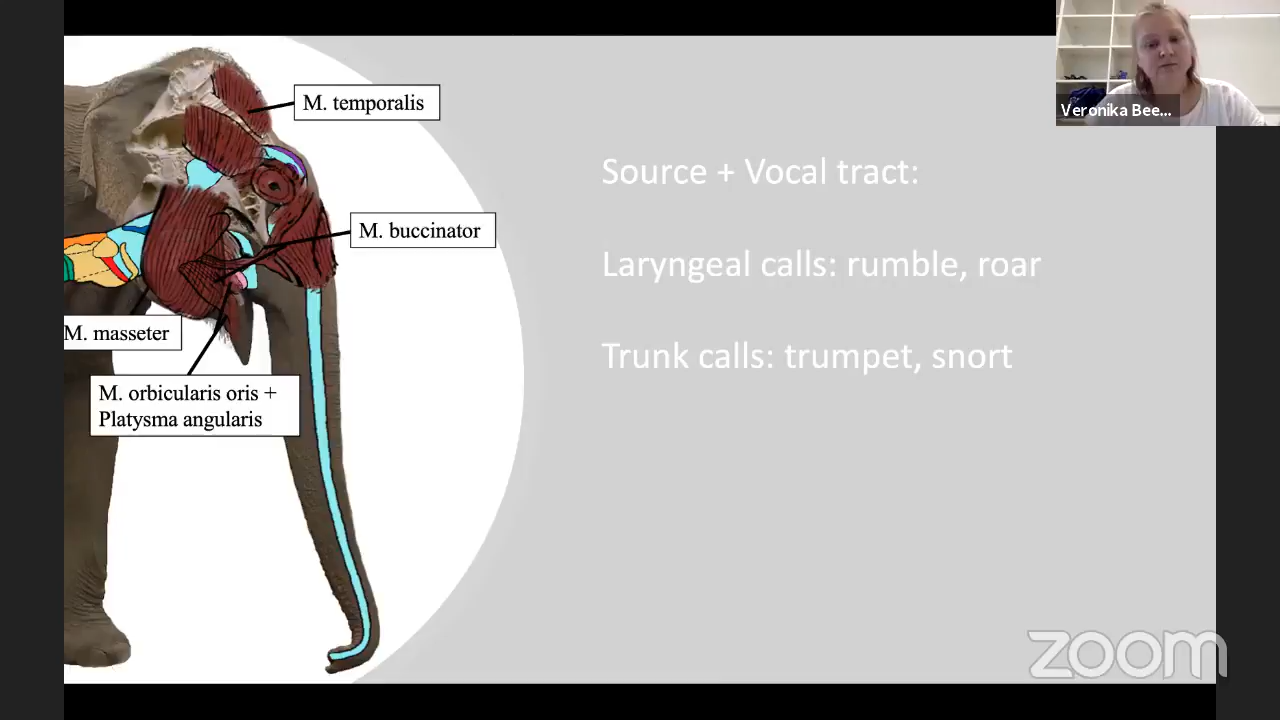 M. temporalis
M. buccinator
M. masseter
M. orbicularis oris +
Platysma angularis
Source + Vocal tract:
Laryngeal calls: rumble, roar
Trunk calls: trumpet, snort
Veronika Bee...
zoom